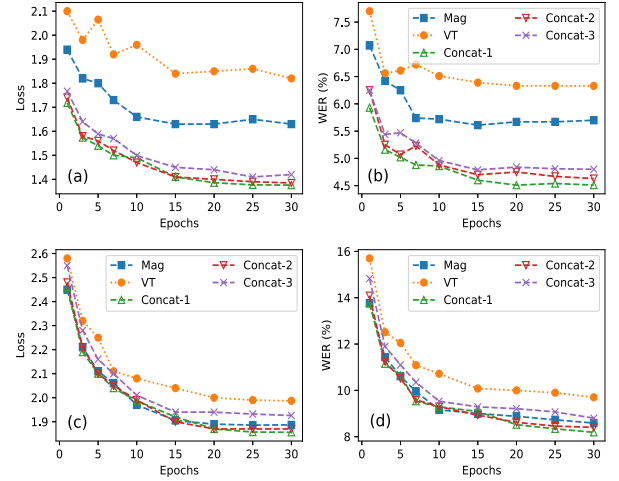 2.1
2.0
1.9
1.8
1.7
1.6
1.5
1.4
Loss
(a)
0 5 10 15 20 25 30
Epochs
7.5
7.0
6.5
6.0
5.5
5.0
4.5
WER (%)
Mag
VT
Concat-1
Concat-2
Concat-3
(b)
0 5 10 15 20 25 30
Epochs
2.6
2.5
2.4
2.3
2.2
2.1
2.0
1.9
Loss
Mag
VT
Concat-1
Concat-2
Concat-3
(c)
0 5 10 15 20 25 30
Epochs
16
14
12
10
8
WER (%)
Mag
VT
Concat-1
Concat-2
Concat-3
(d)
0 5 10 15 20 25 30
Epochs